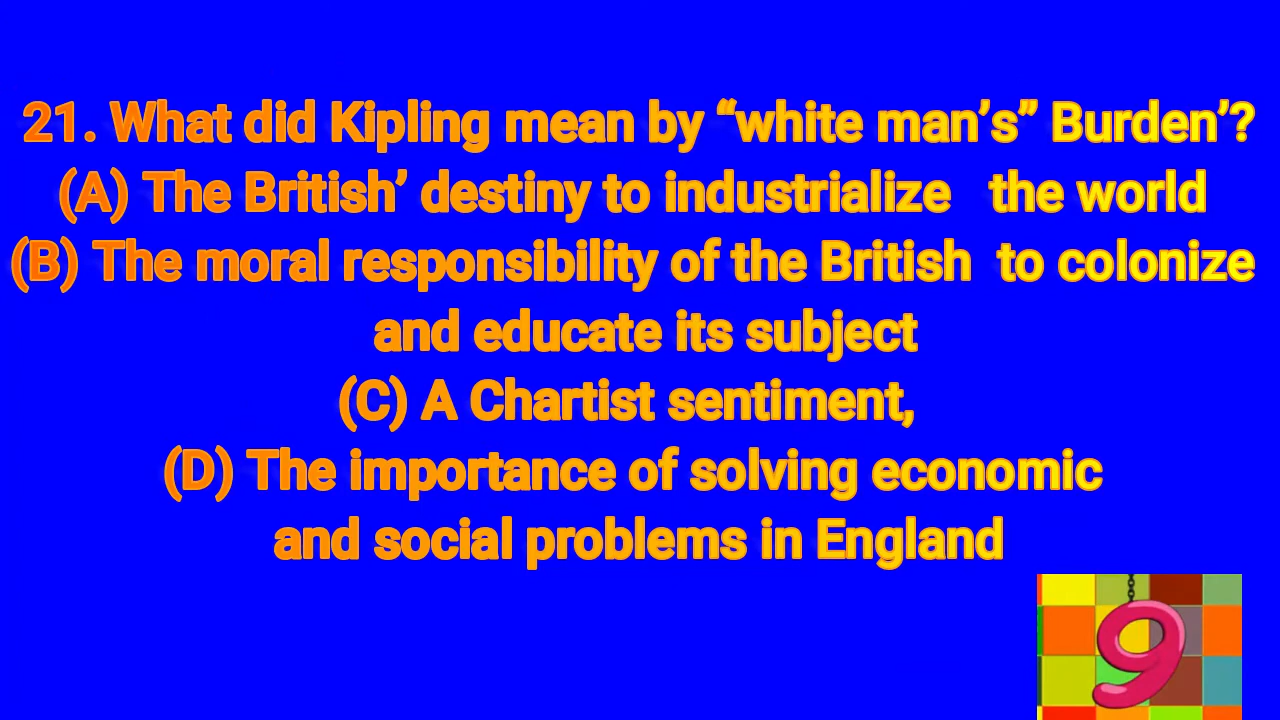 21. What did Kipling mean by “white man’s” Burden’?
(A) The British’ destiny to industrialize the world
(B) The moral responsibility of the British to colonize
and educate its subject
(C) A Chartist sentiment,
(D) The importance of solving economic
and social problems in England
9